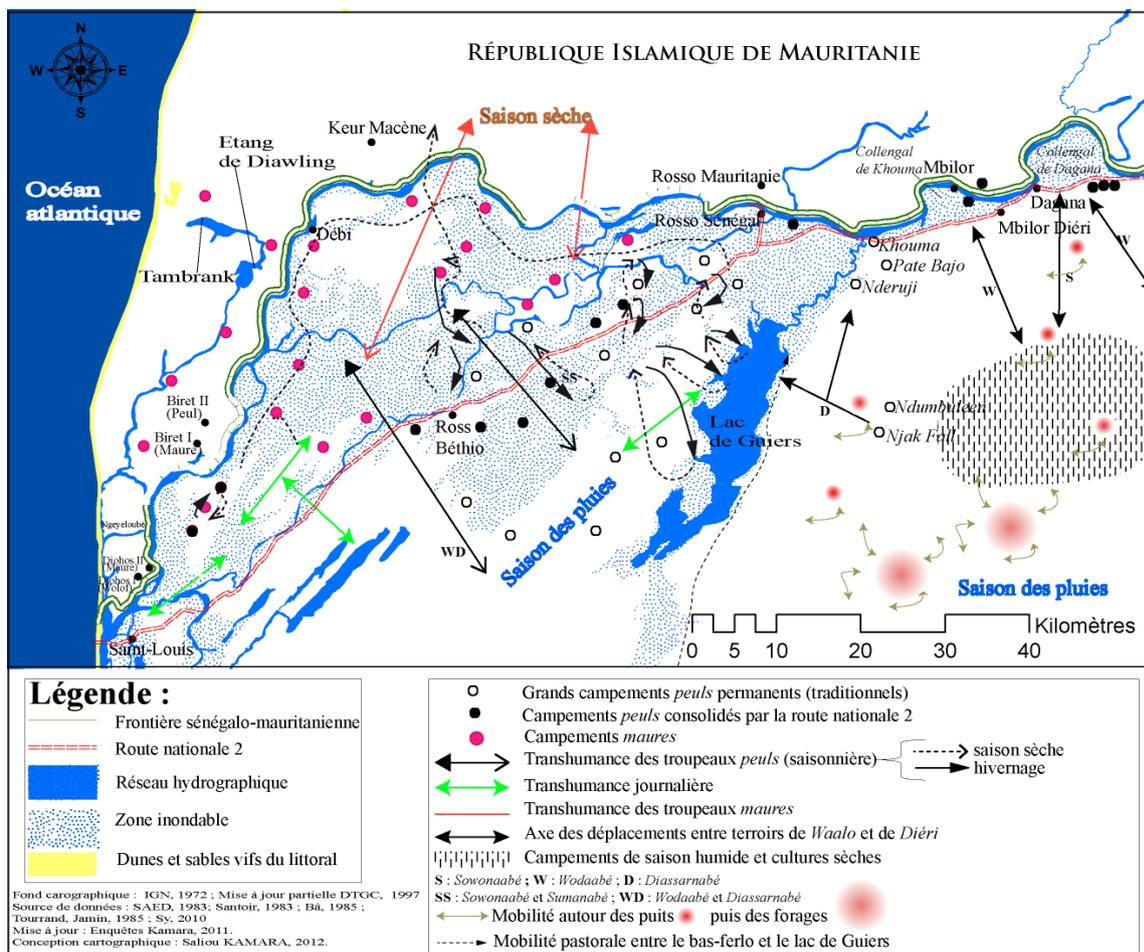 RÉPUBLIQUE ISLAMIQUE DE MAURITANIE
N
W E
S
Keur Macène
Saison sèche
Etang
de Diawling
Océan
atlantique
Tambrank
Débi
Rosso Mauritanie
Rosso Sénégal
Collengal
de Khouma
Mbilor
Collengal
de Dagana
Dagana
Mbilor Diéri
Khouma
Pate Bajo
Nderuji
W
W
S
Biret II
(Peul)
Biret I
(Maure)
Ross
Béthio
SS
Lac
de Guiers
D
Ndumbuleen
Njak Fall
WD
Saison des pluies
Saison des pluies
Ngeyeloube
Diohos II
(Maure)
Diohos I
(Wolof)
Saint-Louis
Kilomètres
0 5 10 20 30 40
Légende :
Frontière sénégalo-mauritanienne
Route nationale 2
Réseau hydrographique
Zone inondable
Dunes et sables vifs du littoral
Fond carographique : IGN, 1972 ; Mise à jour partielle DTGC, 1997
Source de données : SAED, 1983; Santoir, 1983 ; Bâ, 1985 ;
Tourrand, Jamin, 1985 ; Sy, 2010
Mise à jour : Enquêtes Kamara, 2011.
Conception cartographique : Saliou KAMARA, 2012.
Grands campements peuls permanents (traditionnels)
Campements peuls consolidés par la route nationale 2
Campements maures
Transhumance des troupeaux peuls (saisonnière)
saison sèche
hivernage
Transhumance journalière
Transhumance des troupeaux maures
Axe des déplacements entre terroirs de Waalo et de Diéri
Campements de saison humide et cultures sèches
S : Sowonaabé ; W : Wodaabé ; D : Diassarnabé
SS : Sowonaabé et Sumanabé ; WD : Wodaabé et Diassarnabé
Mobilité autour des puits puis des forages
Mobilité pastorale entre le bas-ferlo et le lac de Guiers